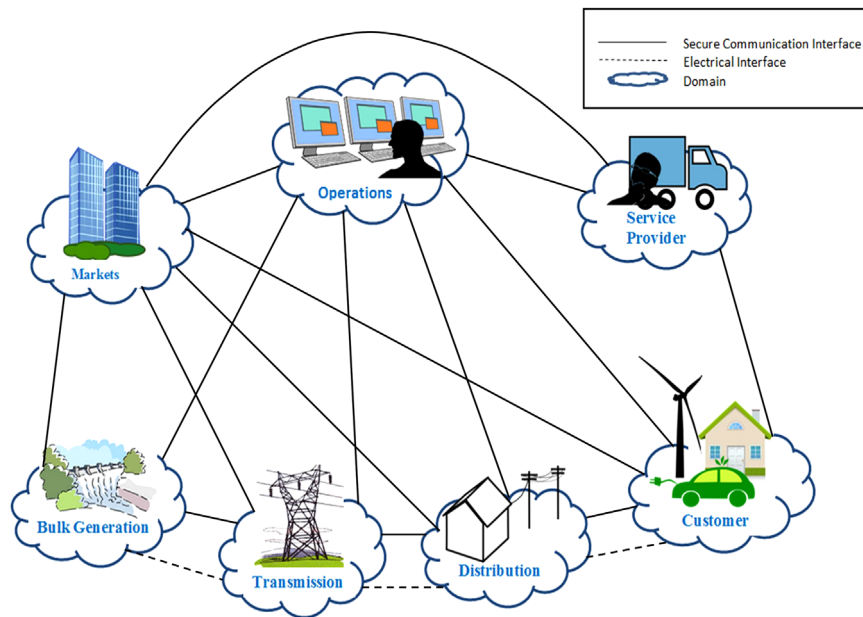 Secure Communication Interface
Electrical Interface
Domain
Operations
Service
Provider
Markets
Bulk Generation
Transmission
Distribution
Customer